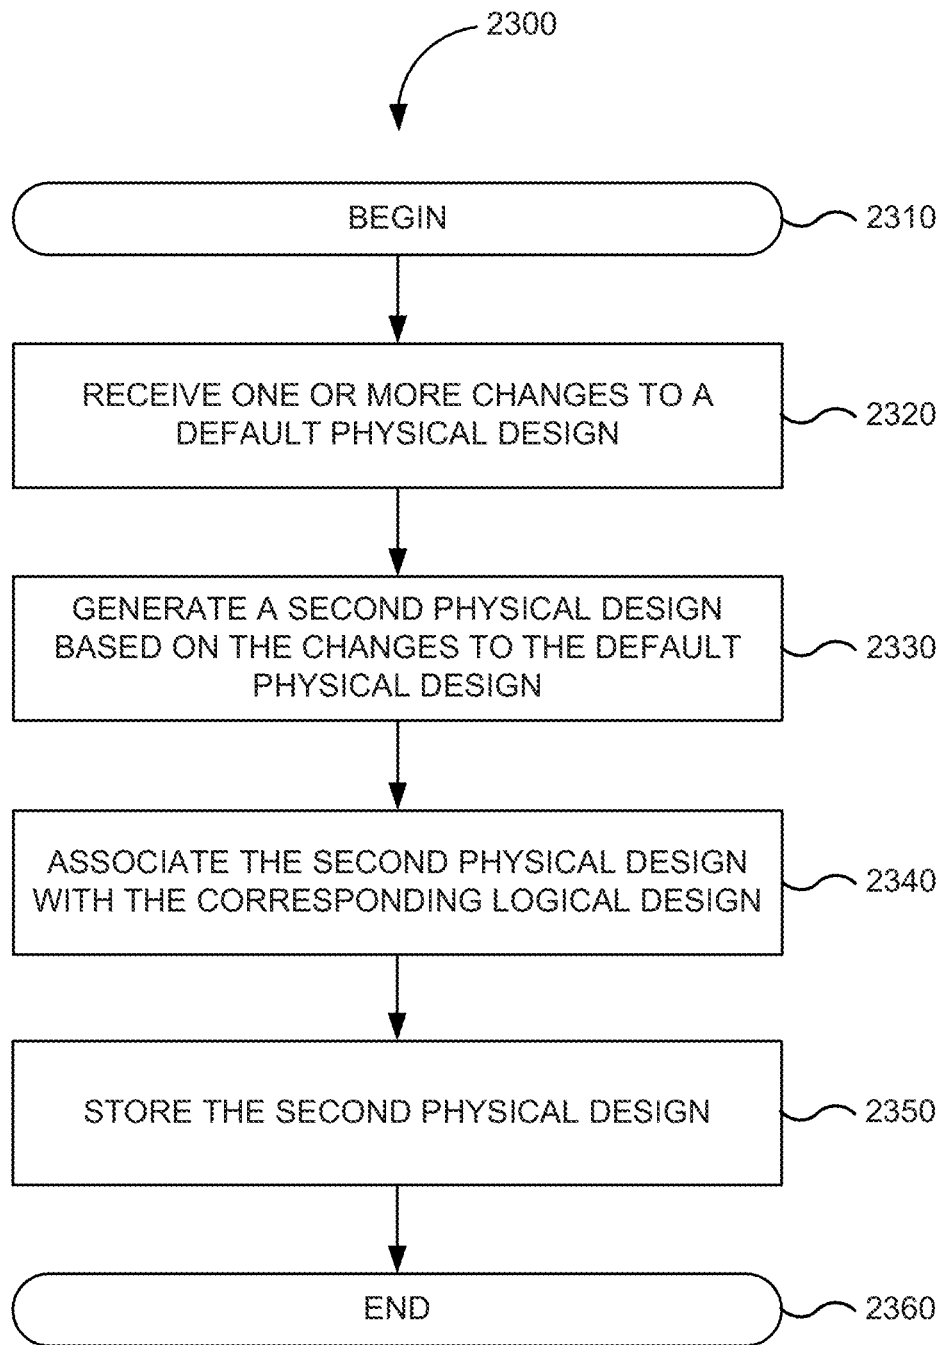 2300
BEGIN
2310
RECEIVE ONE OR MORE CHANGES TO A
DEFAULT PHYSICAL DESIGN
2320
GENERATE A SECOND PHYSICAL DESIGN
BASED ON THE CHANGES TO THE DEFAULT
PHYSICAL DESIGN
2330
ASSOCIATE THE SECOND PHYSICAL DESIGN
WITH THE CORRESPONDING LOGICAL DESIGN
2340
STORE THE SECOND PHYSICAL DESIGN
2350
END
2360